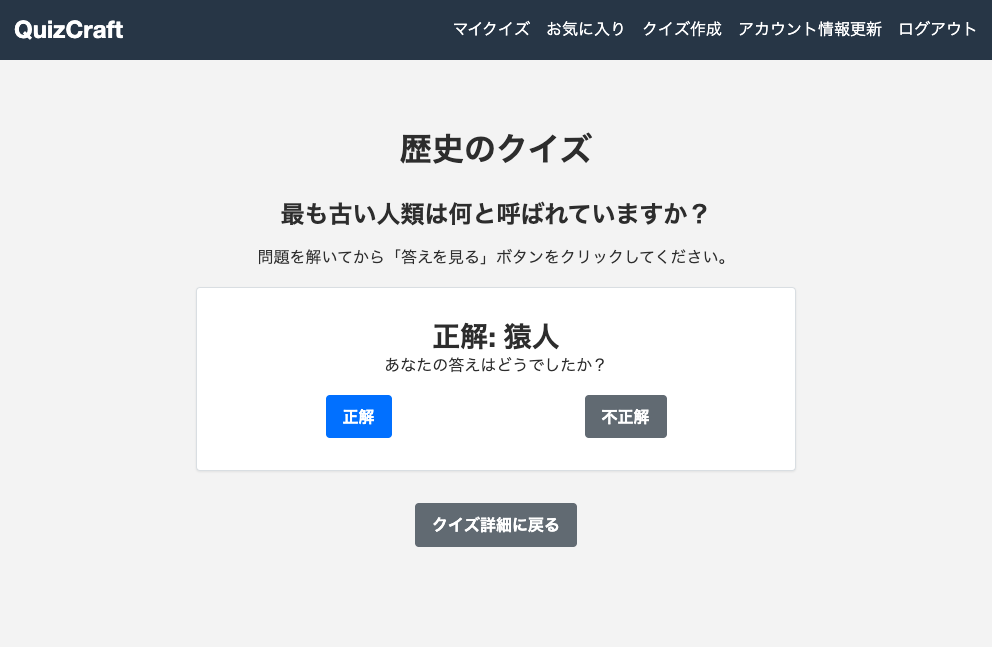 QuizCraft
マイクイズ お気に入り クイズ作成 アカウント情報更新 ログアウト
歴史のクイズ
最も古い人類は何と呼ばれていますか？
問題を解いてから「答えを見る」ボタンをクリックしてください。
正解: 猿人
あなたの答えはどうでしたか？
正解 不正解
クイズ詳細に戻る